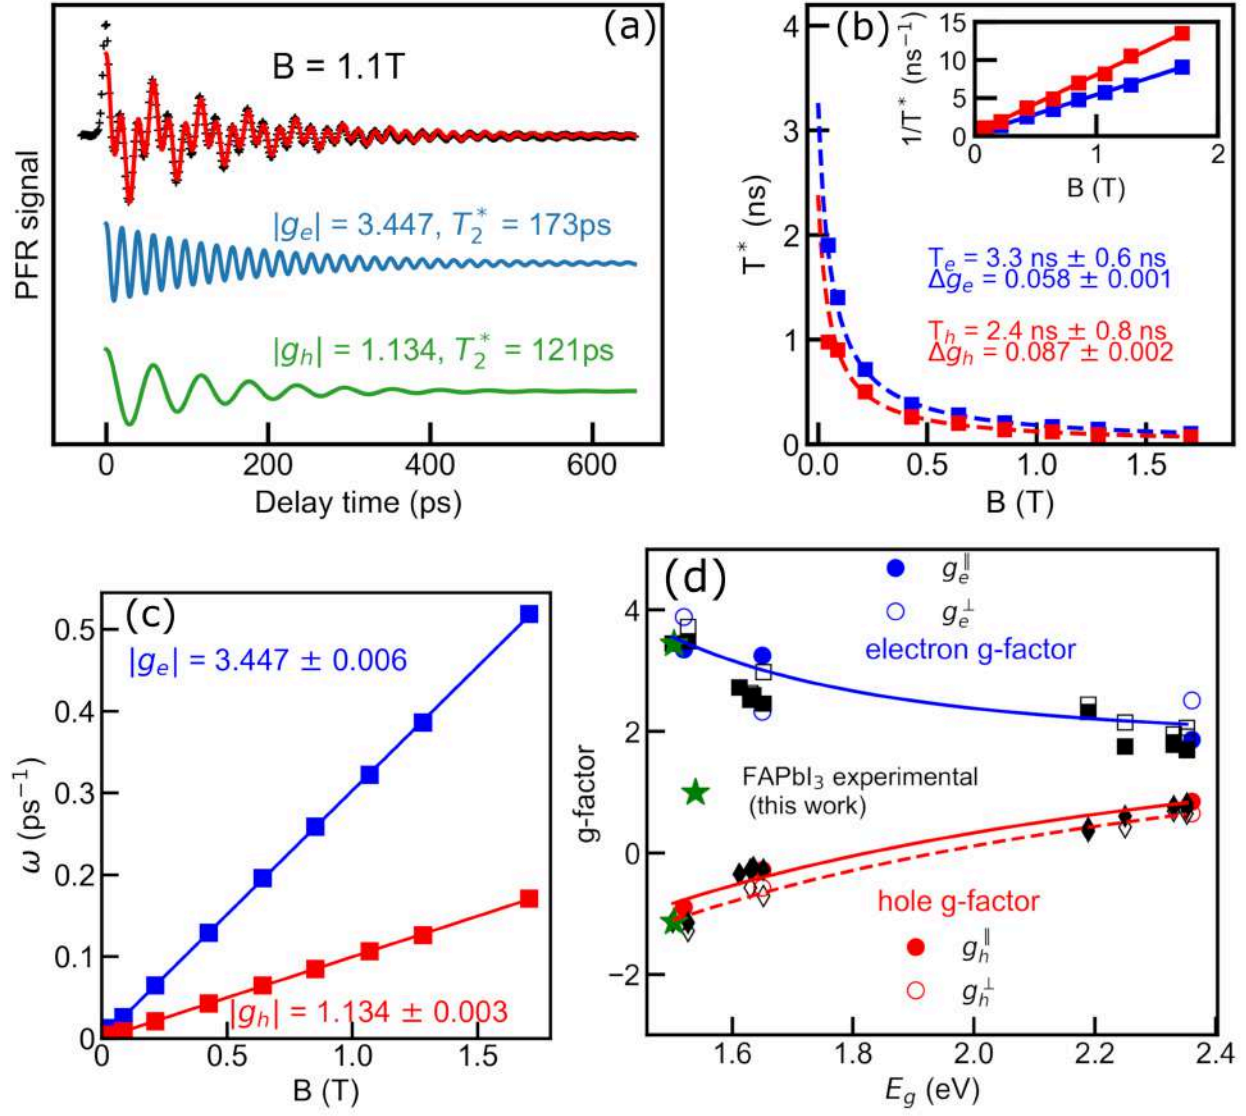 (a)
B = 1.1T
|g_e| = 3.447, T_2^* = 173ps
|g_h| = 1.134, T_2^* = 121ps
PFR signal
0 200 400 600
Delay time (ps)
(b)
4
3
2
1
0
T^* (ns)
0.0 0.5 1.0 1.5
B (T)
15
10
5
0
1/T^* (ns⁻¹)
0 1 2
B (T)
T_e = 3.3 ns ± 0.6 ns
Δg_e = 0.058 ± 0.001
T_h = 2.4 ns ± 0.8 ns
Δg_h = 0.087 ± 0.002
(c)
|g_e| = 3.447 ± 0.006
|g_h| = 1.134 ± 0.003
0.5
0.4
0.3
0.2
0.1
0
ω (ps⁻¹)
0 0.5 1.0 1.5
B (T)
(d)
g_e^∥
g_e^⊥
electron g-factor
FAPbI₃ experimental
(this work)
hole g-factor
g_h^∥
g_h^⊥
4
2
0
−2
g-factor
1.6 1.8 2.0 2.2 2.4
E_g (eV)